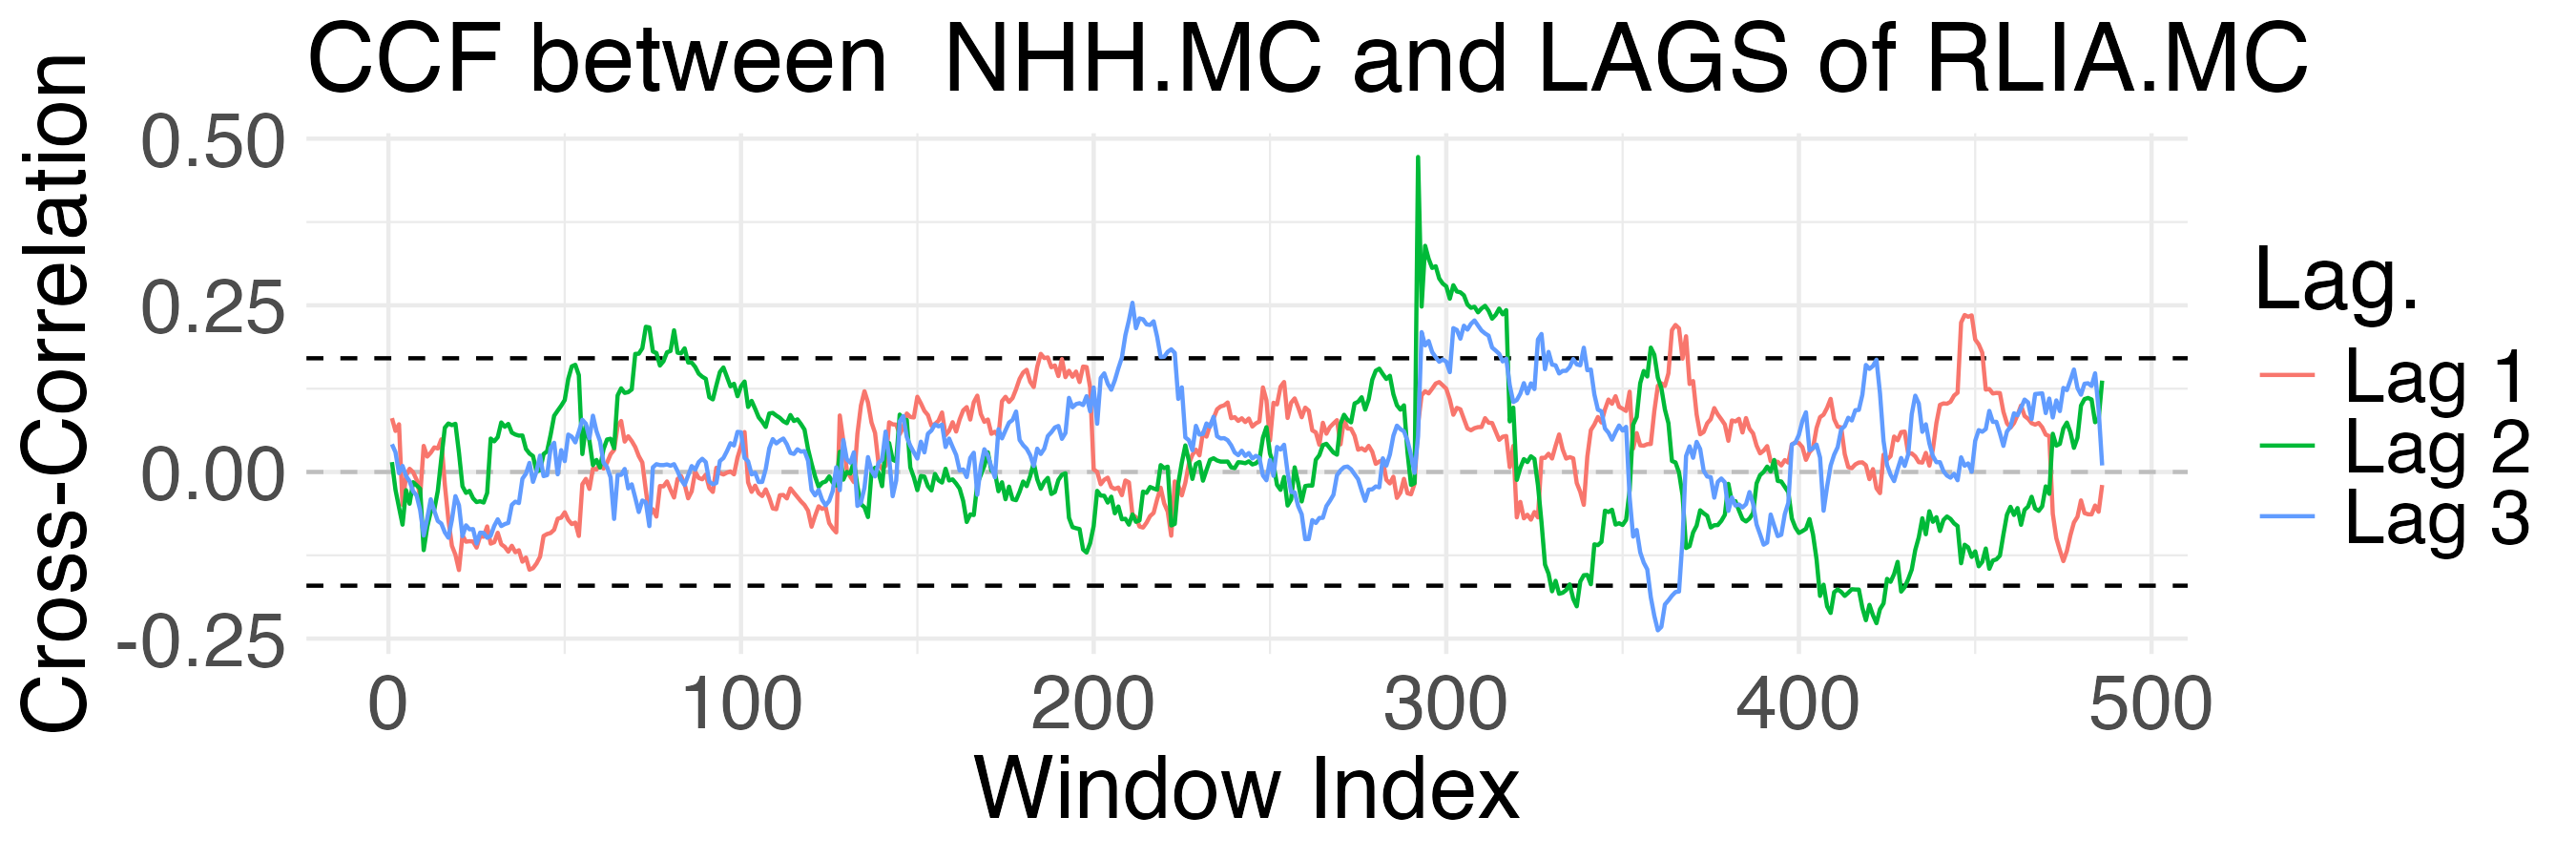 CCF between  NHH.MC and LAGS of RLIA.MC
Cross-Correlation
0.50
0.25
0.00
-0.25
0 100 200 300 400 500
Window Index
Lag.
Lag 1
Lag 2
Lag 3